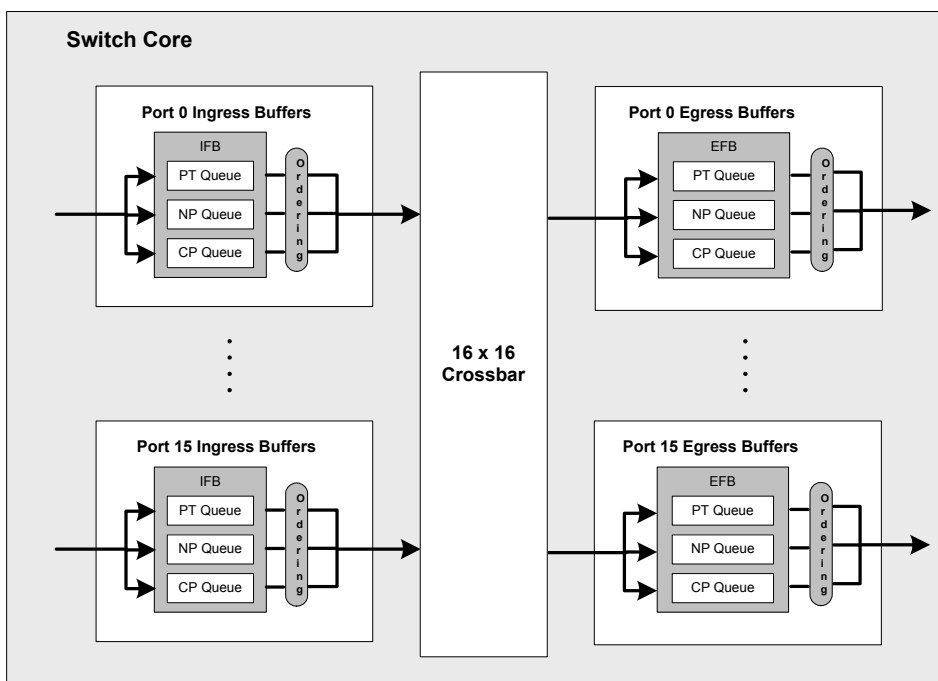 Switch Core
Port 0 Ingress Buffers
IFB
PT Queue
NP Queue
CP Queue
Ordering
Port 0 Egress Buffers
EFB
PT Queue
NP Queue
CP Queue
Ordering
16 x 16
Crossbar
Port 15 Ingress Buffers
IFB
PT Queue
NP Queue
CP Queue
Ordering
Port 15 Egress Buffers
EFB
PT Queue
NP Queue
CP Queue
Ordering